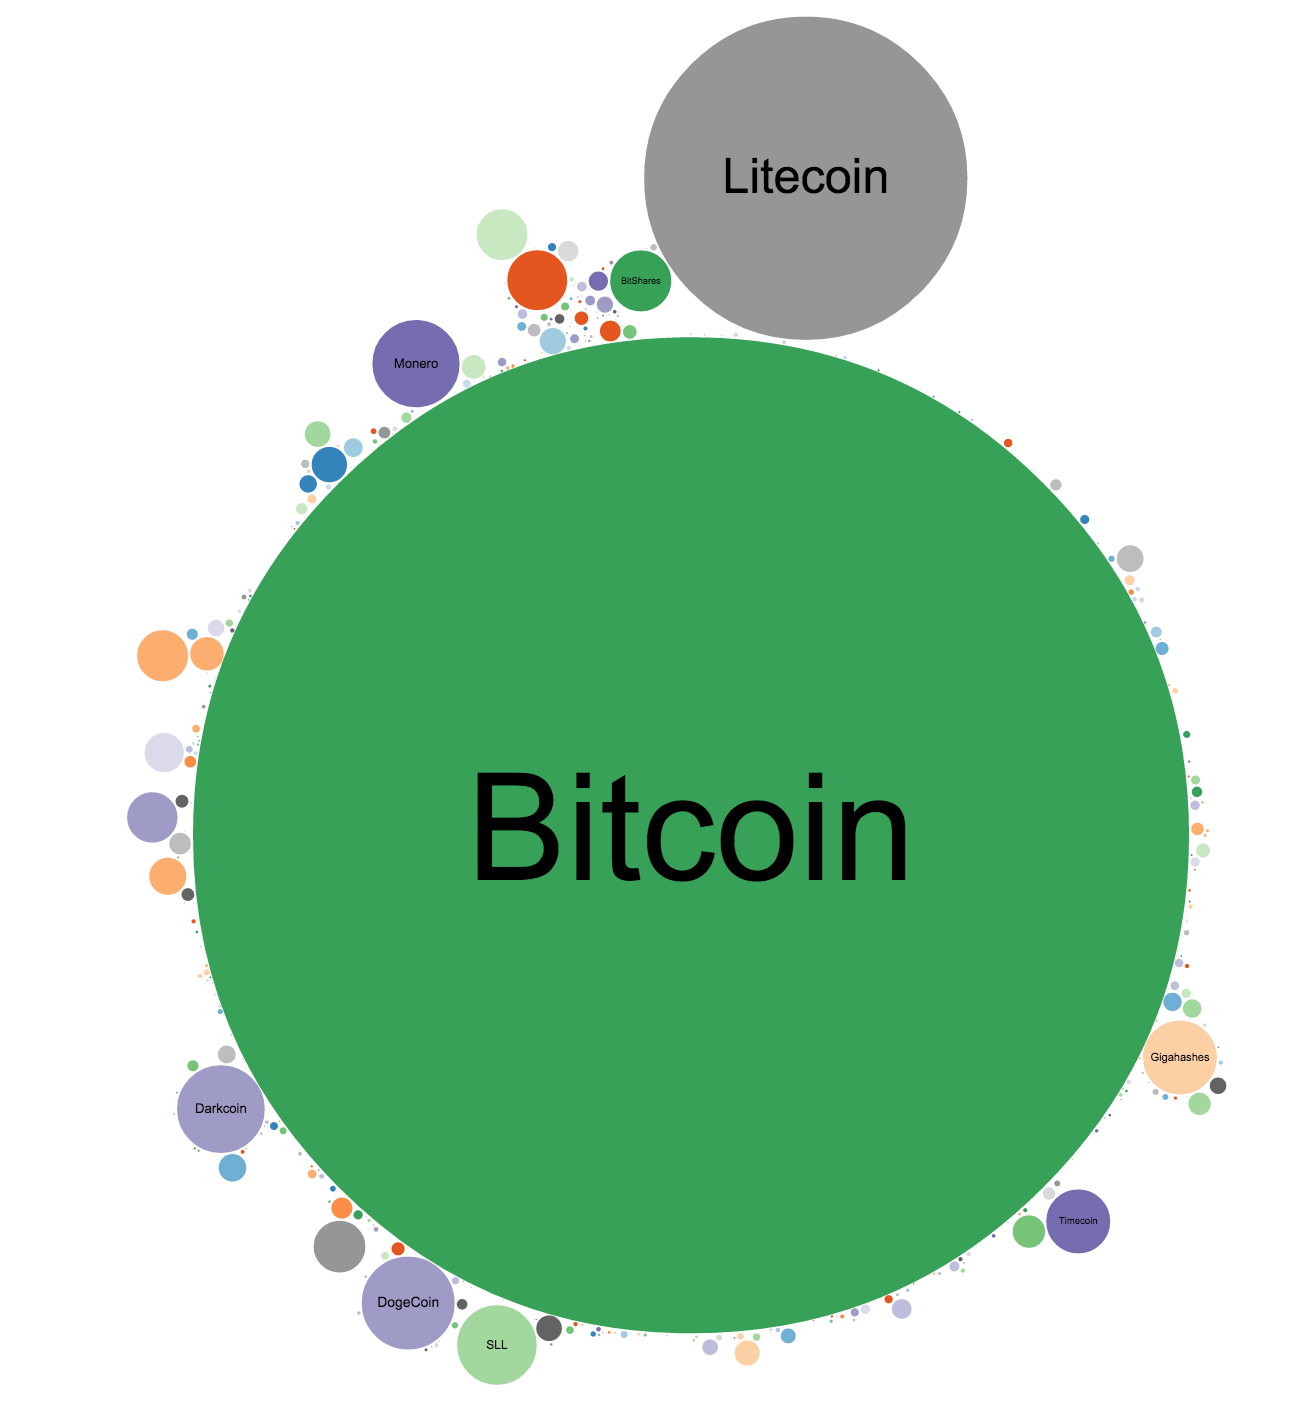 Litecoin
BitShares
Monero
Bitcoin
Gigahashes
Darkcoin
Timecoin
DogeCoin
SLL